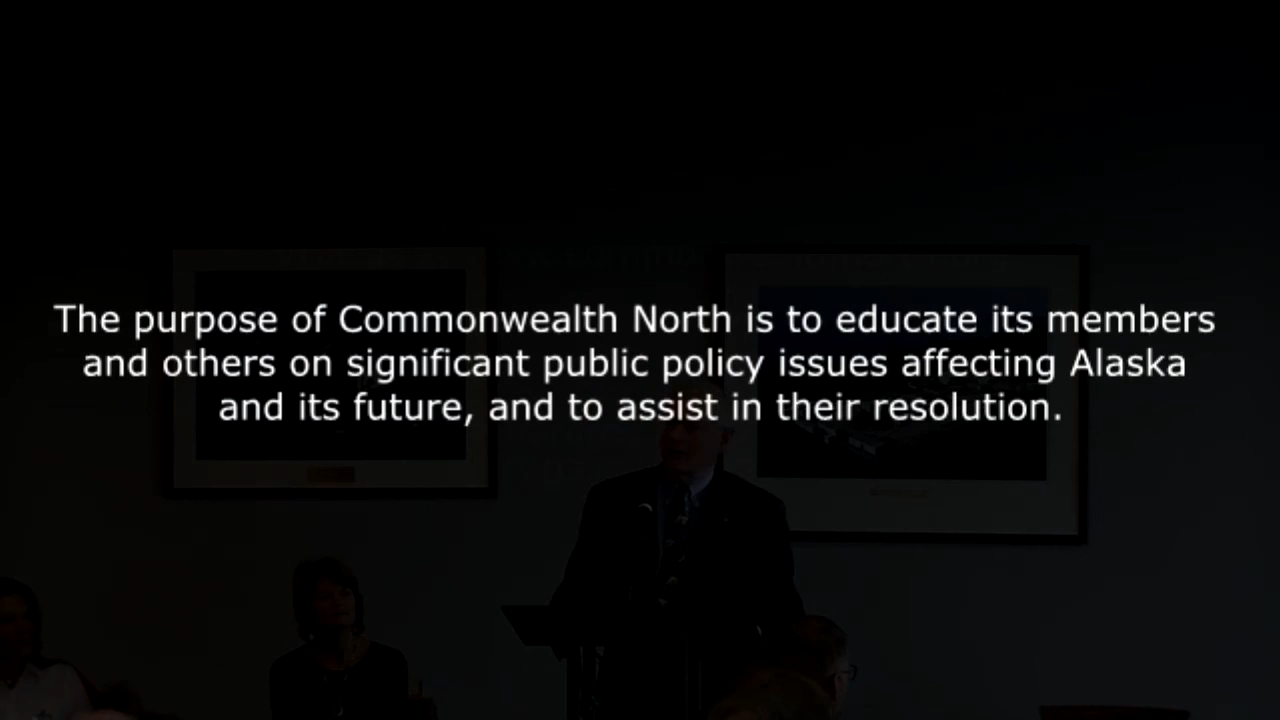 The purpose of Commonwealth North is to educate its members
and others on significant public policy issues affecting Alaska
and its future, and to assist in their resolution.